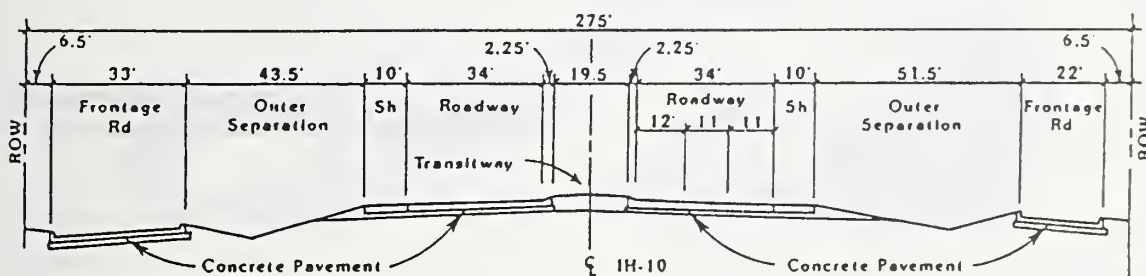 275'
6.5' 2.25' 2.25' 6.5'
33' 43.5' 10' 34' 19.5 34' 10' 51.5' 22'
Frontage Rd
Outer Separation
Sh
Roadway
Roadway
12' 11 11
Sh
Outer Separation
Frontage Rd
ROW
ROW
Transitway
Concrete Pavement
℄ IH-10
Concrete Pavement